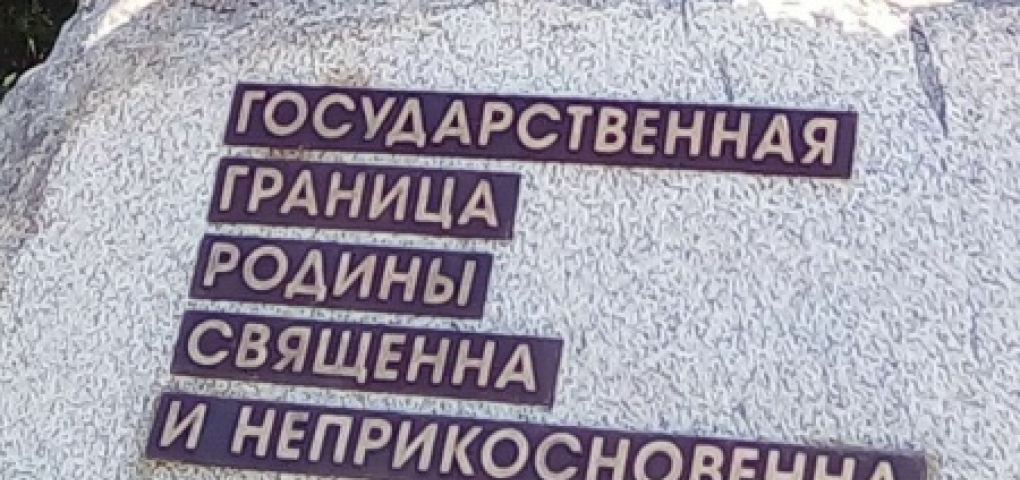 ГОСУДАРСТВЕННАЯ
ГРАНИЦА
РОДИНЫ
СВЯЩЕННА
И НЕПРИКОСНОВЕННА